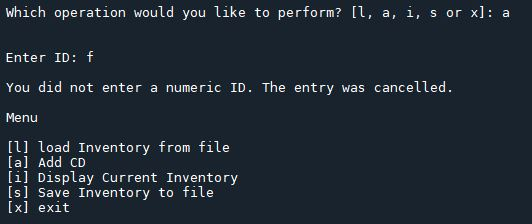 Which operation would you like to perform? [l, a, i, s or x]: a
Enter ID: f
You did not enter a numeric ID. The entry was cancelled.
Menu
[l] load Inventory from file
[a] Add CD
[i] Display Current Inventory
[s] Save Inventory to file
[x] exit